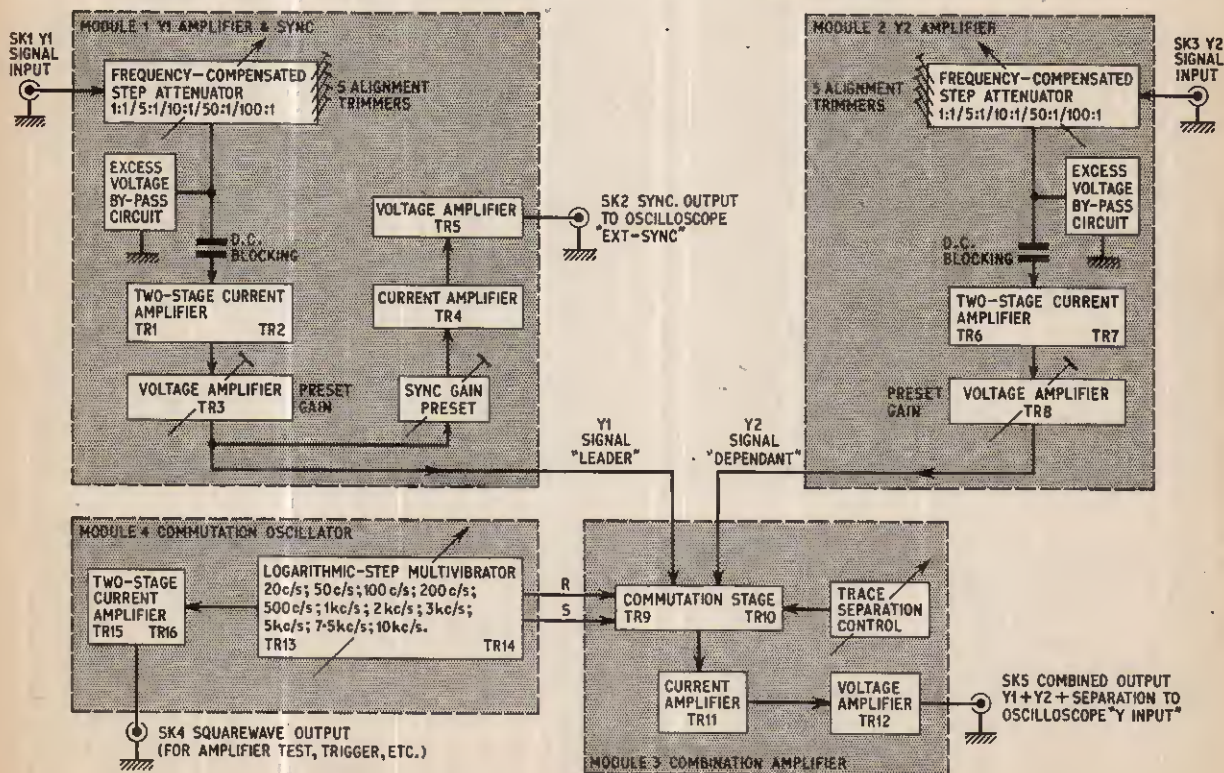 MODULE 1 Y1 AMPLIFIER & SYNC
SK1 Y1
SIGNAL
INPUT
FREQUENCY-COMPENSATED
STEP ATTENUATOR
1:1/5:1/10:1/50:1/100:1
5 ALIGNMENT
TRIMMERS
EXCESS
VOLTAGE
BY-PASS
CIRCUIT
D.C.
BLOCKING
TWO-STAGE CURRENT
AMPLIFIER
TR1 TR2
VOLTAGE AMPLIFIER
TR3
PRESET
GAIN
VOLTAGE AMPLIFIER
TR5
CURRENT AMPLIFIER
TR4
SYNC GAIN
PRESET
SK2 SYNC. OUTPUT
TO OSCILLOSCOPE
"EXT-SYNC"
MODULE 2 Y2 AMPLIFIER
SK3 Y2
SIGNAL
INPUT
5 ALIGNMENT
TRIMMERS
FREQUENCY-COMPENSATED
STEP ATTENUATOR
1:1/5:1/10:1/50:1/100:1
EXCESS
VOLTAGE
BY-PASS
CIRCUIT
D.C.
BLOCKING
TWO-STAGE CURRENT
AMPLIFIER
TR6 TR7
PRESET
GAIN
VOLTAGE AMPLIFIER
TR8
Y1
SIGNAL
"LEADER"
Y2
SIGNAL
"DEPENDANT"
MODULE 4 COMMUTATION OSCILLATOR
TWO-STAGE
CURRENT
AMPLIFIER
TR15 TR16
LOGARITHMIC-STEP MULTIVIBRATOR
20c/s; 50c/s; 100c/s; 200c/s;
500c/s; 1kc/s; 2kc/s; 3kc/s;
5kc/s; 7·5kc/s; 10kc/s.
TR13 TR14
R
S
SK4 SQUAREWAVE OUTPUT
(FOR AMPLIFIER TEST, TRIGGER, ETC.)
COMMUTATION STAGE
TR9 TR10
TRACE
SEPARATION
CONTROL
CURRENT
AMPLIFIER
TR11
VOLTAGE
AMPLIFIER
TR12
MODULE 3 COMBINATION AMPLIFIER
SK5 COMBINED OUTPUT
Y1+Y2+SEPARATION TO
OSCILLOSCOPE "Y INPUT"